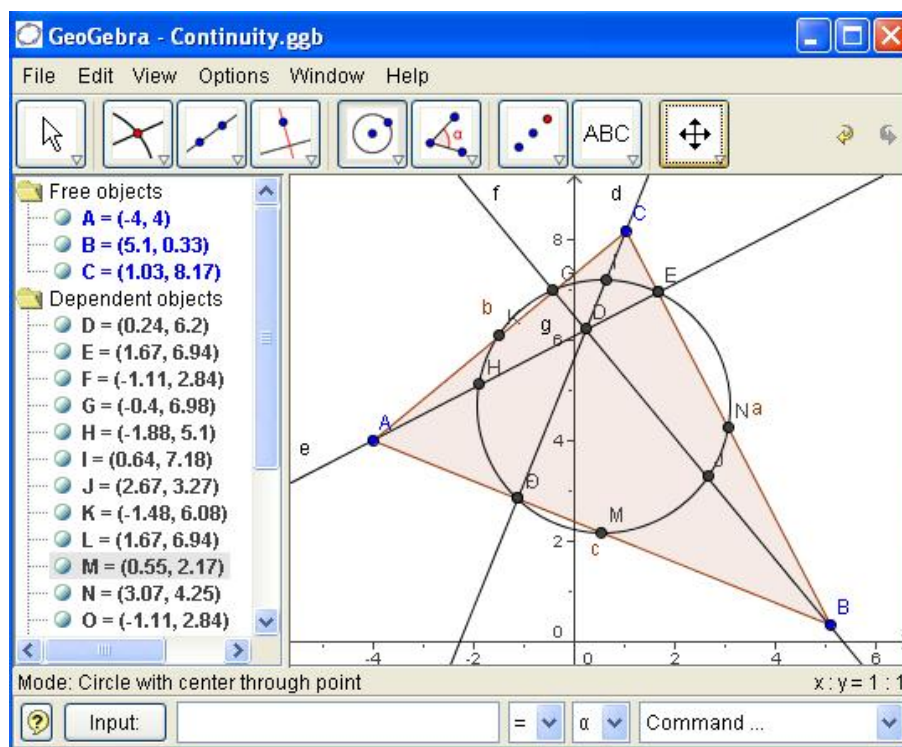 GeoGebra - Continuity.ggb
File Edit View Options Window Help
ABC
α
Free objects
A = (-4, 4)
B = (5.1, 0.33)
C = (1.03, 8.17)
Dependent objects
D = (0.24, 6.2)
E = (1.67, 6.94)
F = (-1.11, 2.84)
G = (-0.4, 6.98)
H = (-1.88, 5.1)
I = (0.64, 7.18)
J = (2.67, 3.27)
K = (-1.48, 6.08)
L = (1.67, 6.94)
M = (0.55, 2.17)
N = (3.07, 4.25)
O = (-1.11, 2.84)
f d
C
8
G I E
b K
g D
6
H
A
N a
e 4
J
M
2 c
B
0
-4 -2 0 2 4 6
Mode: Circle with center through point x : y = 1 : 1
Input: = α Command ...